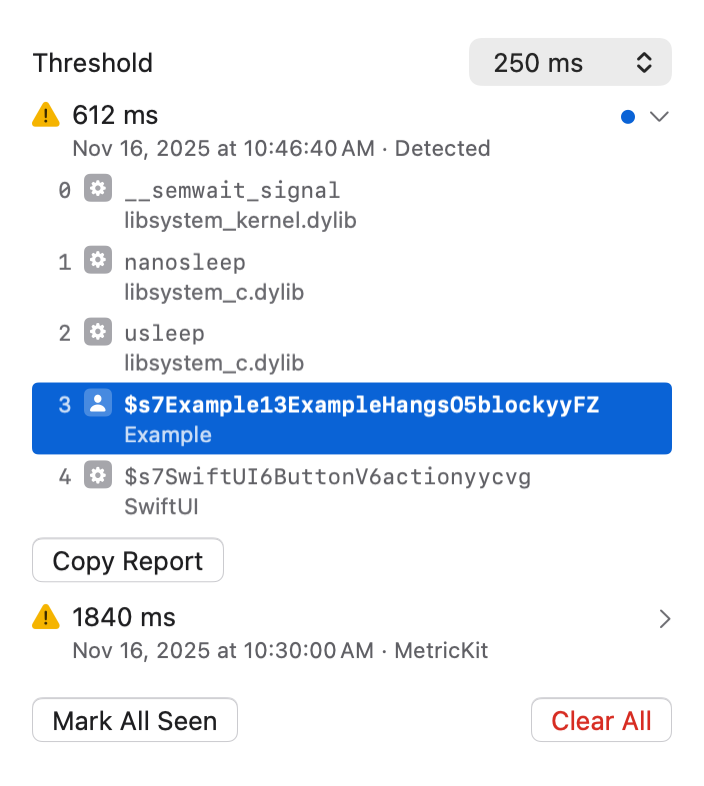 Threshold
250 ms
612 ms
Nov 16, 2025 at 10:46:40 AM · Detected
0 __semwait_signal
libsystem_kernel.dylib
1 nanosleep
libsystem_c.dylib
2 usleep
libsystem_c.dylib
3 $s7Example13ExampleHangsO5blockyyFZ
Example
4 $s7SwiftUI6ButtonV6actionyycvg
SwiftUI
Copy Report
1840 ms
Nov 16, 2025 at 10:30:00 AM · MetricKit
Mark All Seen
Clear All